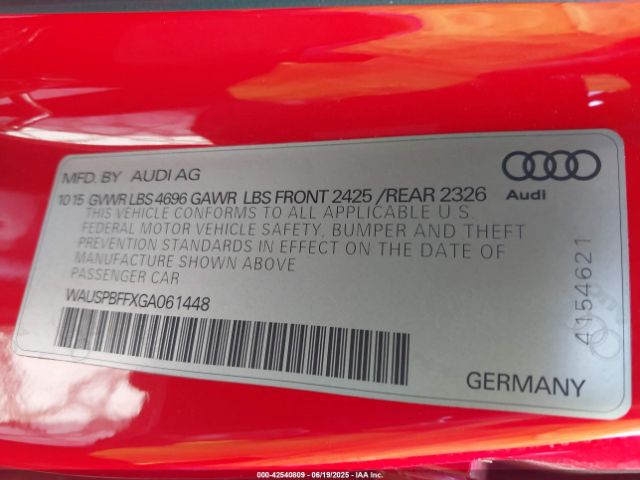 MFD. BY AUDI AG
10 15 GVWR LBS 4696 GAWR LBS FRONT 2425 /REAR 2326
THIS VEHICLE CONFORMS TO ALL APPLICABLE U.S.
FEDERAL MOTOR VEHICLE SAFETY, BUMPER AND THEFT
PREVENTION STANDARDS IN EFFECT ON THE DATE OF
MANUFACTURE SHOWN ABOVE
PASSENGER CAR
WAUSPBFFXGA061448
Audi
4154621
GERMANY
000-42540809 - 06/19/2025 - IAA Inc.